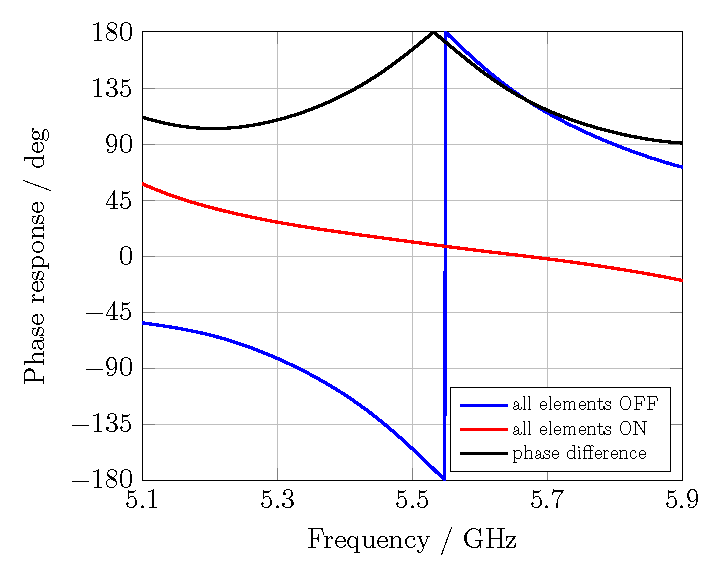 180
135
90
45
0
−45
−90
−135
−180
5.1 5.3 5.5 5.7 5.9
Phase response / deg
Frequency / GHz
all elements OFF
all elements ON
phase difference